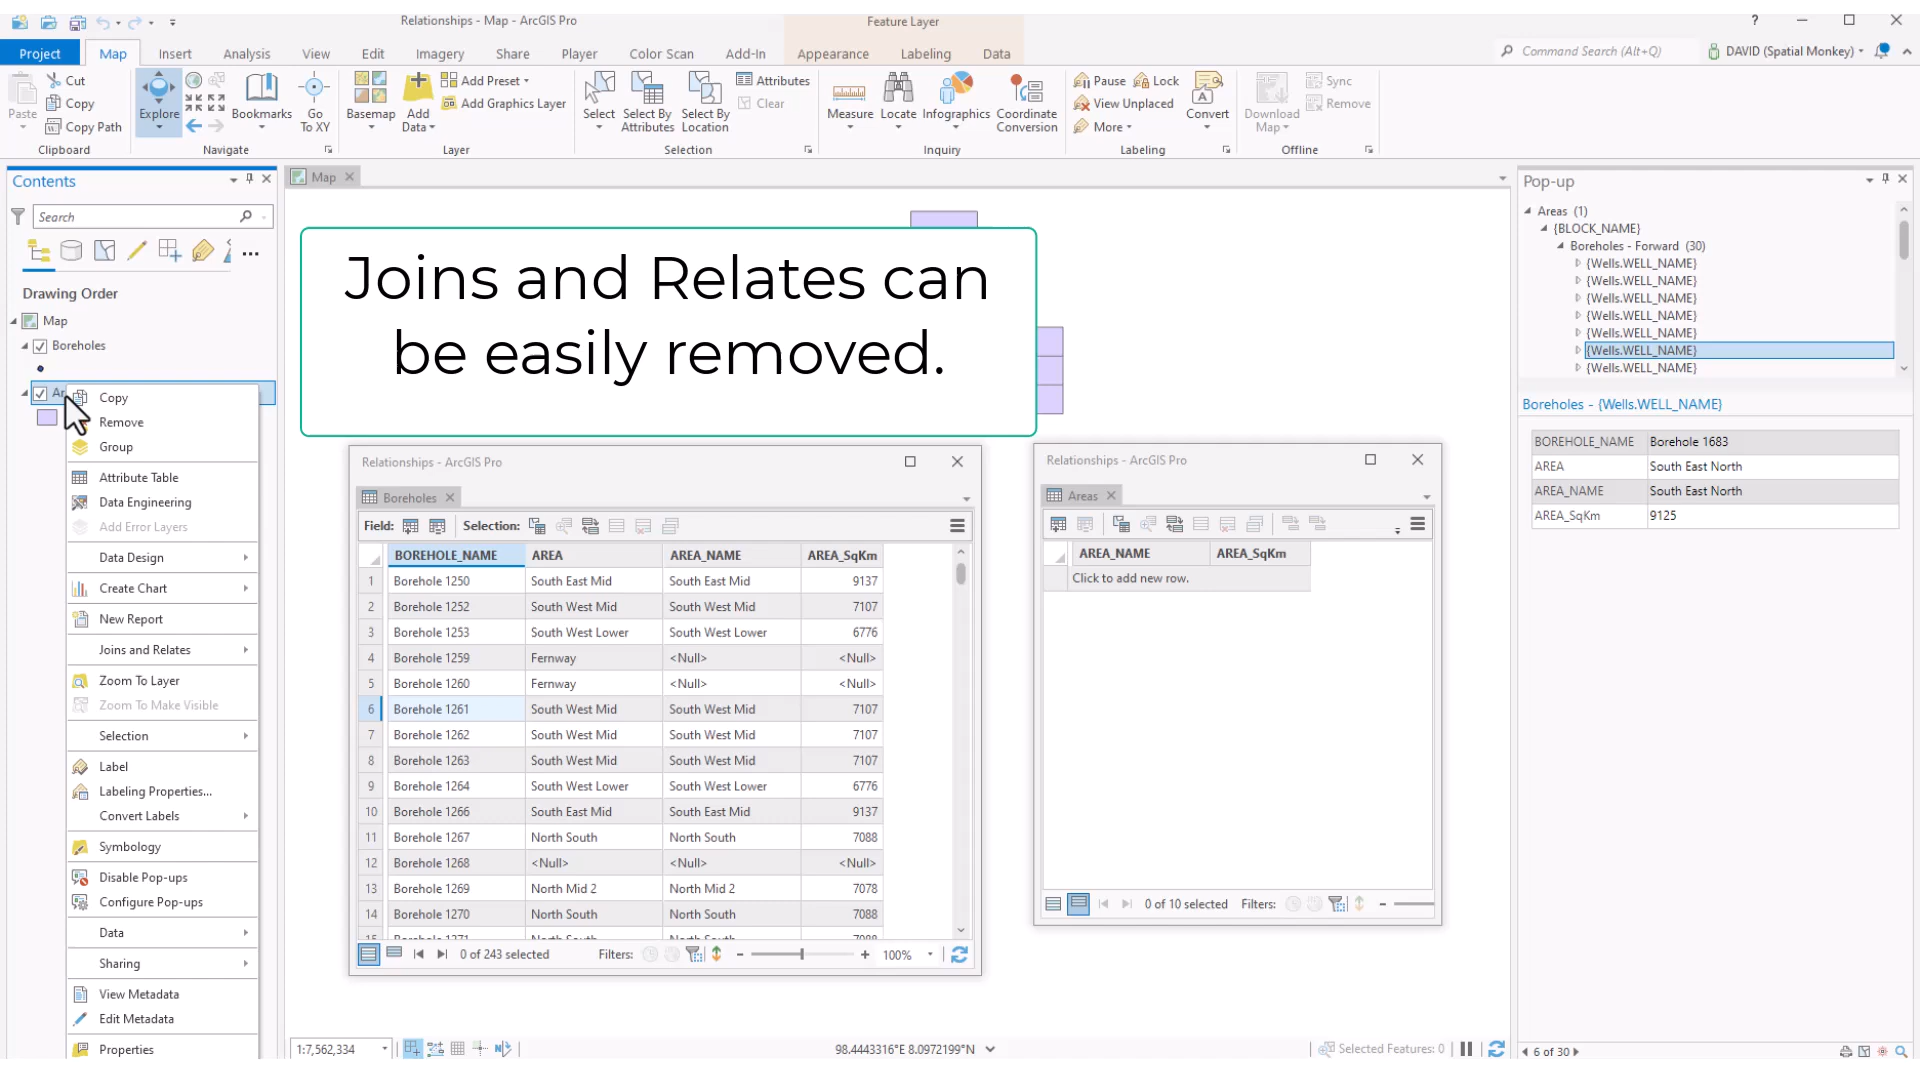 Relationships - Map - ArcGIS Pro
Feature Layer
Project Map Insert Analysis View Edit Imagery Share Player Color Scan Add-In Appearance Labeling Data
Command Search (Alt+Q)
DAVID (Spatial Monkey)
Paste
Cut
Copy
Copy Path
Clipboard
Explore
Bookmarks
Go To XY
Navigate
Basemap
Add Data
Add Preset
Add Graphics Layer
Layer
Select
Select By Attributes
Select By Location
Attributes
Clear
Selection
Measure
Locate
Infographics
Coordinate Conversion
Inquiry
Pause
Lock
View Unplaced
More
Convert
Labeling
Download Map
Sync
Remove
Offline
Contents
Search
Drawing Order
Map
Boreholes
Copy
Remove
Group
Attribute Table
Data Engineering
Add Error Layers
Data Design
Create Chart
New Report
Joins and Relates
Zoom To Layer
Zoom To Make Visible
Selection
Label
Labeling Properties...
Convert Labels
Symbology
Disable Pop-ups
Configure Pop-ups
Data
Sharing
View Metadata
Edit Metadata
Properties
Map
Joins and Relates can
be easily removed.
Relationships - ArcGIS Pro
Boreholes
Field: Selection:
BOREHOLE_NAME AREA AREA_NAME AREA_SqKm
1 Borehole 1250 South East Mid South East Mid 9137
2 Borehole 1252 South West Mid South West Mid 7107
3 Borehole 1253 South West Lower South West Lower 6776
4 Borehole 1259 Fernway <Null> <Null>
5 Borehole 1260 Fernway <Null> <Null>
6 Borehole 1261 South West Mid South West Mid 7107
7 Borehole 1262 South West Mid South West Mid 7107
8 Borehole 1263 South West Mid South West Mid 7107
9 Borehole 1264 South West Lower South West Lower 6776
10 Borehole 1266 South East Mid South East Mid 9137
11 Borehole 1267 North South North South 7088
12 Borehole 1268 <Null> <Null> <Null>
13 Borehole 1269 North Mid 2 North Mid 2 7078
14 Borehole 1270 North South North South 7088
15 Borehole 1271 North South North South 7088
0 of 243 selected Filters: 100%
Relationships - ArcGIS Pro
Areas
AREA_NAME AREA_SqKm
Click to add new row.
0 of 10 selected Filters:
1:7,562,334
98.4443316°E 8.0972199°N
Selected Features: 0
Pop-up
Areas (1)
{BLOCK_NAME}
Boreholes - Forward (30)
{Wells.WELL_NAME}
{Wells.WELL_NAME}
{Wells.WELL_NAME}
{Wells.WELL_NAME}
{Wells.WELL_NAME}
{Wells.WELL_NAME}
{Wells.WELL_NAME}
Boreholes - {Wells.WELL_NAME}
BOREHOLE_NAME Borehole 1683
AREA South East North
AREA_NAME South East North
AREA_SqKm 9125
6 of 30